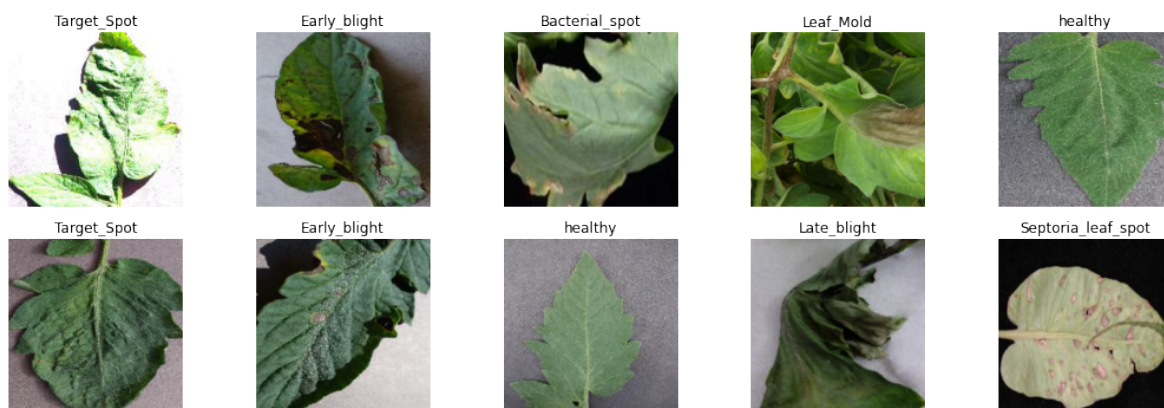 Target_Spot
Early_blight
Bacterial_spot
Leaf_Mold
healthy
Target_Spot
Early_blight
healthy
Late_blight
Septoria_leaf_spot